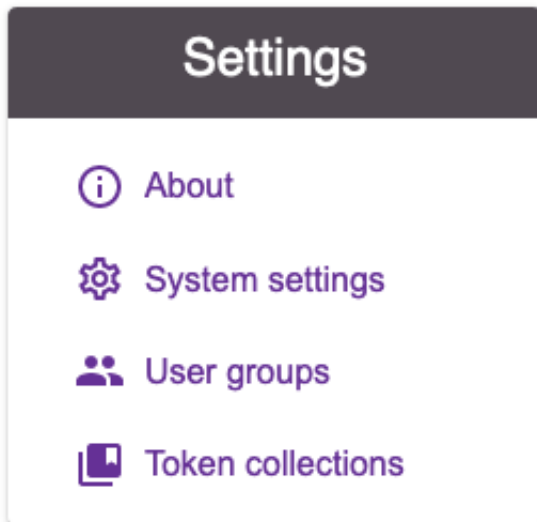 Settings
About
System settings
User groups
Token collections